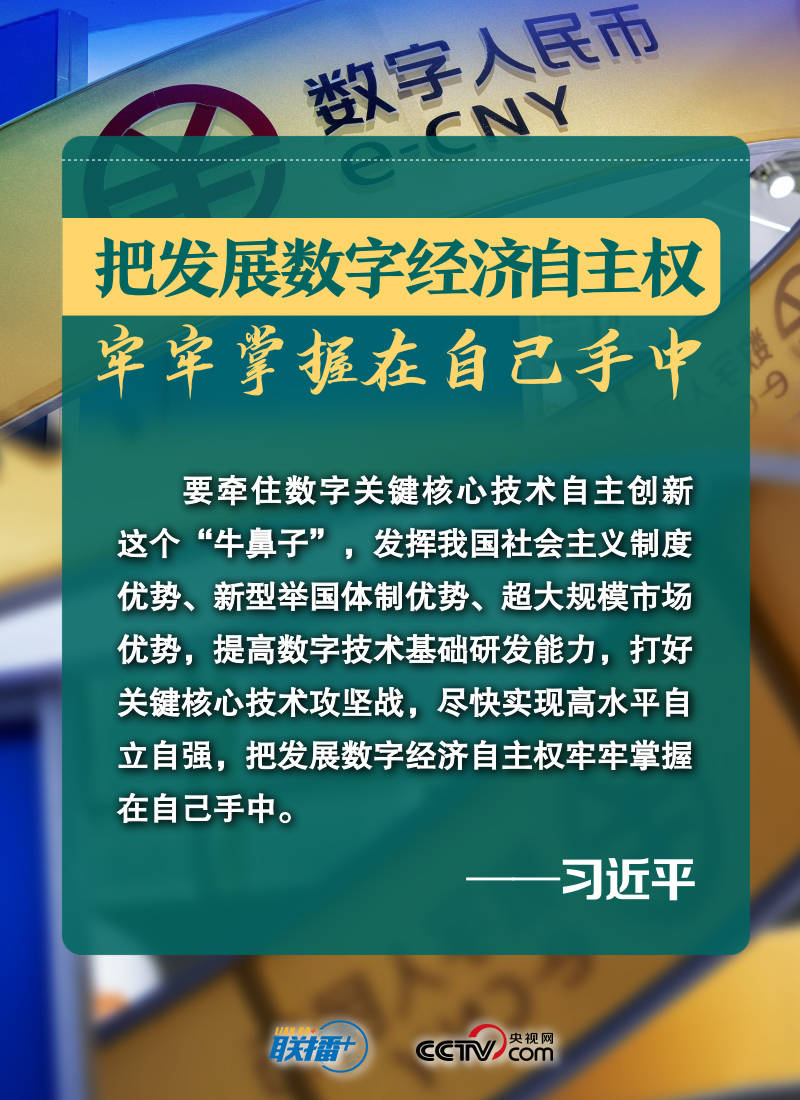 数字人民币
e-CNY
把发展数字经济自主权
牢牢掌握在自己手中
要牵住数字关键核心技术自主创新
这个“牛鼻子”，发挥我国社会主义制度
优势、新型举国体制优势、超大规模市场
优势，提高数字技术基础研发能力，打好
关键核心技术攻坚战，尽快实现高水平自
立自强，把发展数字经济自主权牢牢掌握
在自己手中。
——习近平
联播+
CCTV 央视网
com